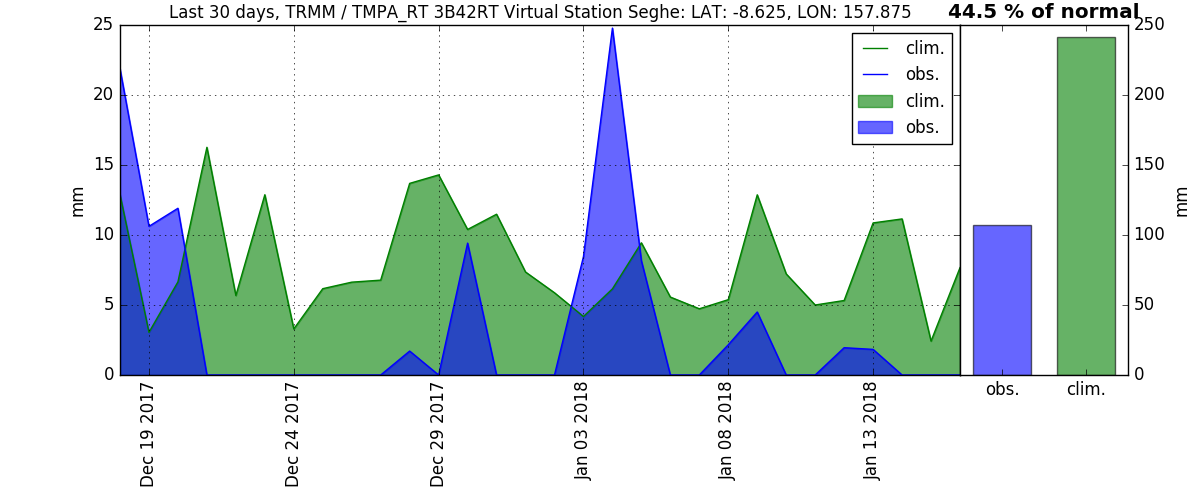 Last 30 days, TRMM / TMPA_RT 3B42RT Virtual Station Seghe: LAT: -8.625, LON: 157.875
44.5 % of normal
25
20
15
10
5
0
mm
clim.
obs.
clim.
obs.
Dec 19 2017
Dec 24 2017
Dec 29 2017
Jan 03 2018
Jan 08 2018
Jan 13 2018
250
200
150
100
50
0
mm
obs.
clim.